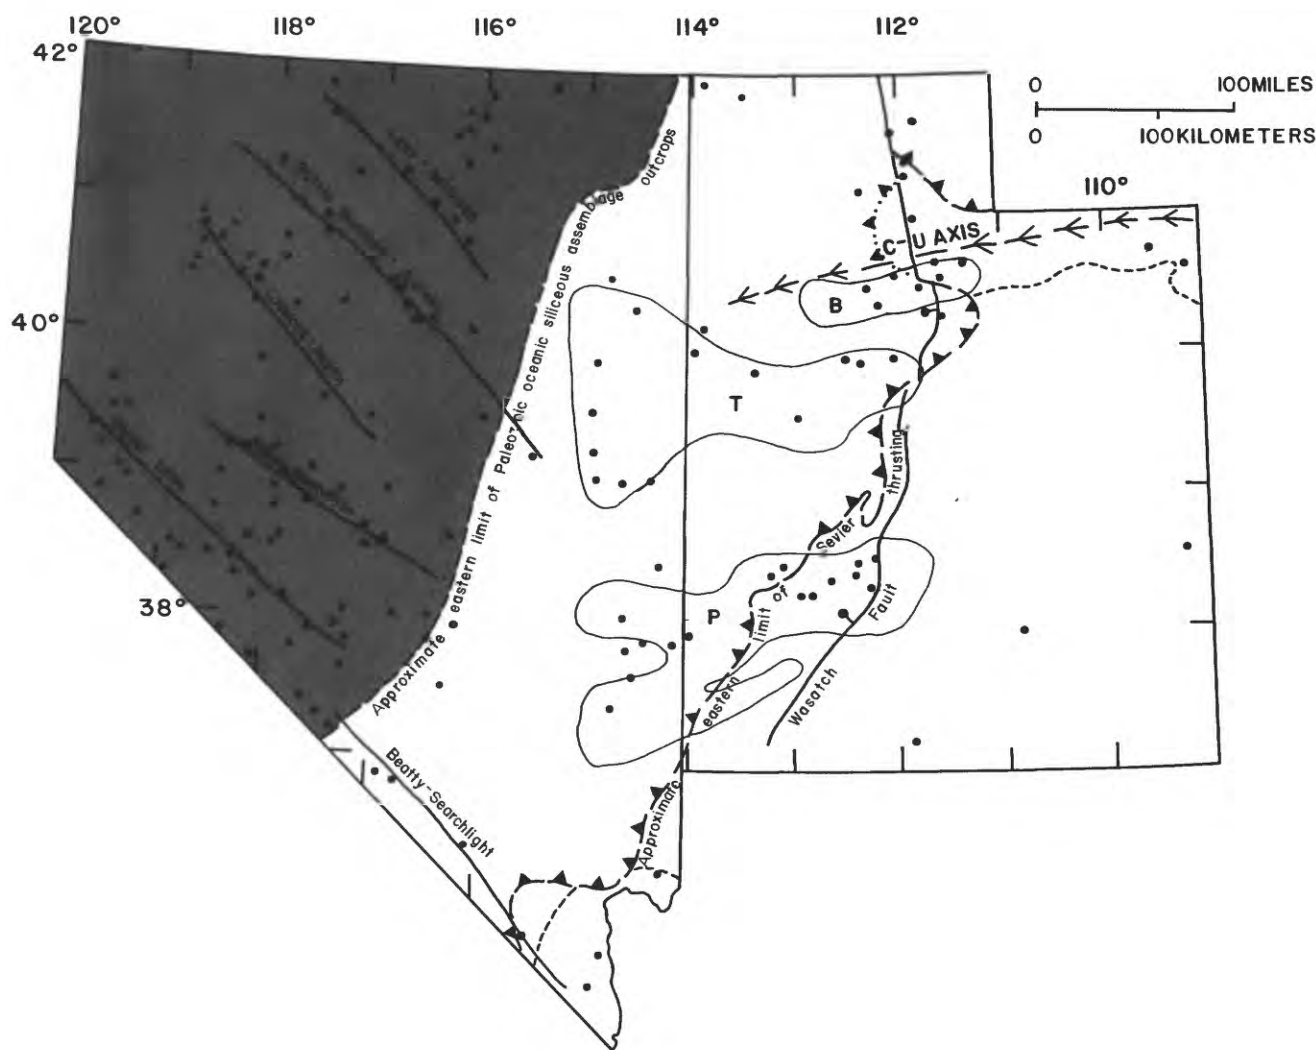 120°
118°
116°
114°
112°
42°
0 100MILES
0 100KILOMETERS
110°
C-U AXIS
B
40°
T
Approximate eastern limit of Paleozoic oceanic siliceous assemblage outcrops
Approximate eastern limit of Sevier thrusting
38°
P
Wasatch Fault
Beatty-Searchlight